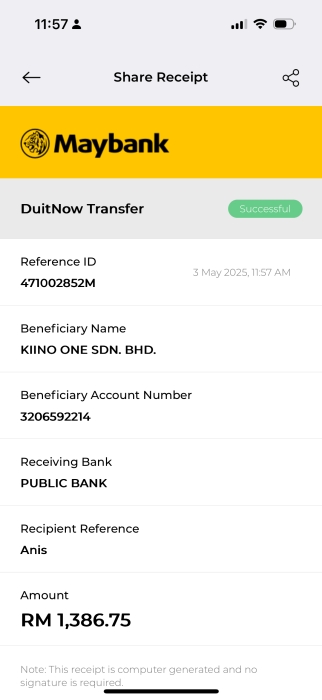 11:57
Share Receipt
Maybank
DuitNow Transfer
Successful
Reference ID
3 May 2025, 11:57 AM
471002852M
Beneficiary Name
KIINO ONE SDN. BHD.
Beneficiary Account Number
3206592214
Receiving Bank
PUBLIC BANK
Recipient Reference
Anis
Amount
RM 1,386.75
Note: This receipt is computer generated and no
signature is required.